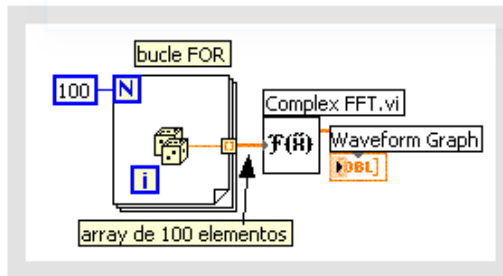 bucle FOR
100
N
Complex FFT.vi
F(x)
Waveform Graph
DBL]
i
array de 100 elementos